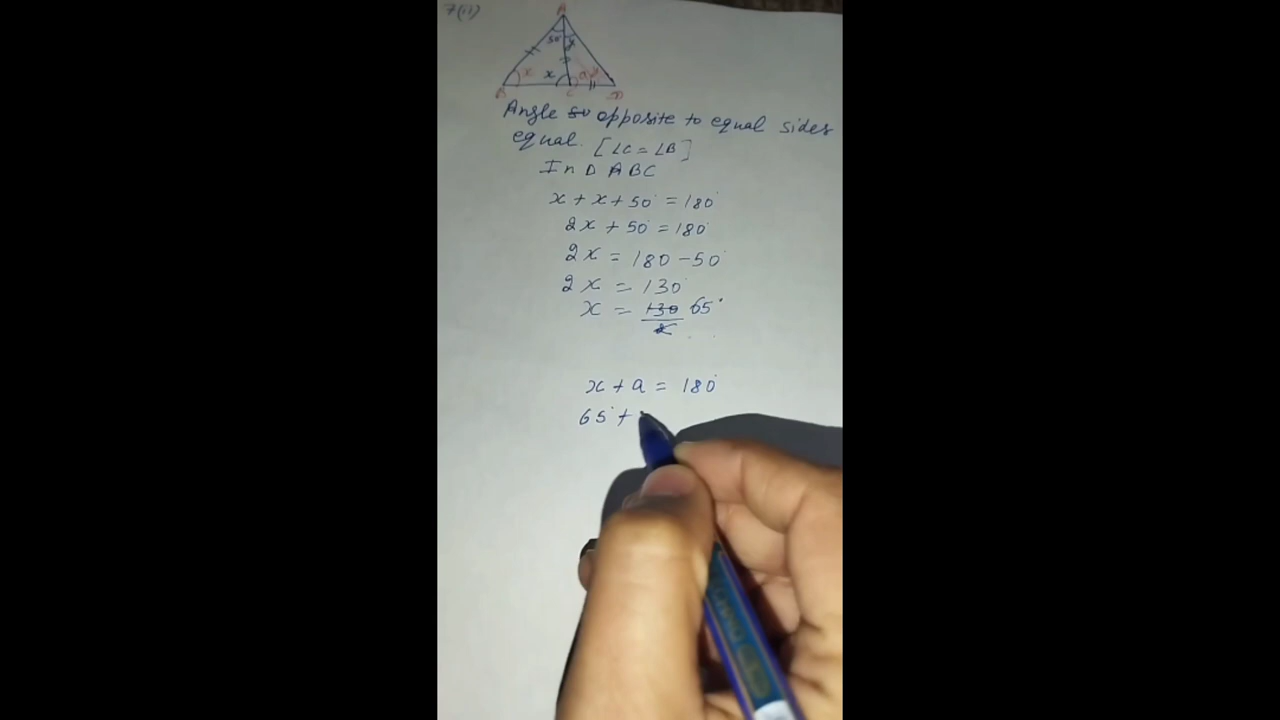 7(ii)
A
50 y
x x a y
B C D
Angle opposite to equal sides
equal. [∠C = ∠B]
In Δ ABC
x + x + 50° = 180°
2x + 50° = 180°
2x = 180 - 50°
2x = 130°
x = 130/2 65°
x + a = 180°
65° +